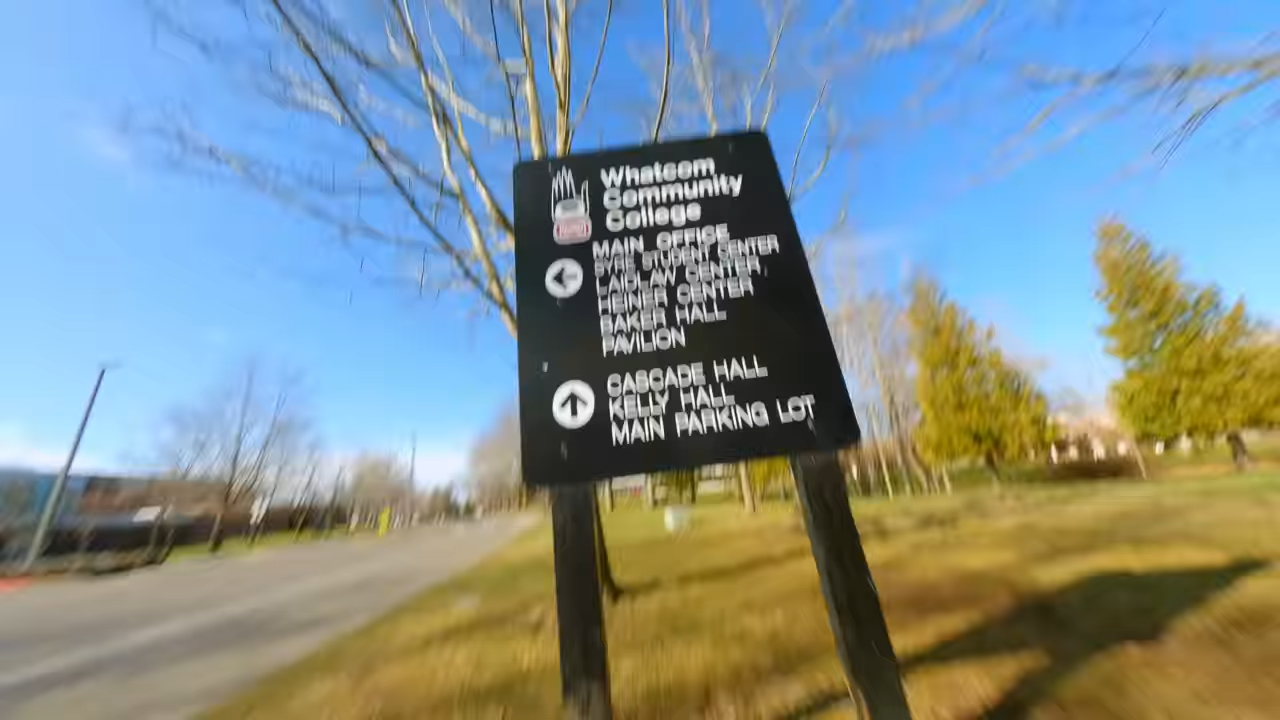 Whatcom
Community
College
MAIN OFFICE
SYRE STUDENT CENTER
LAIDLAW CENTER
HEINER CENTER
BAKER HALL
PAVILION
CASCADE HALL
KELLY HALL
MAIN PARKING LOT